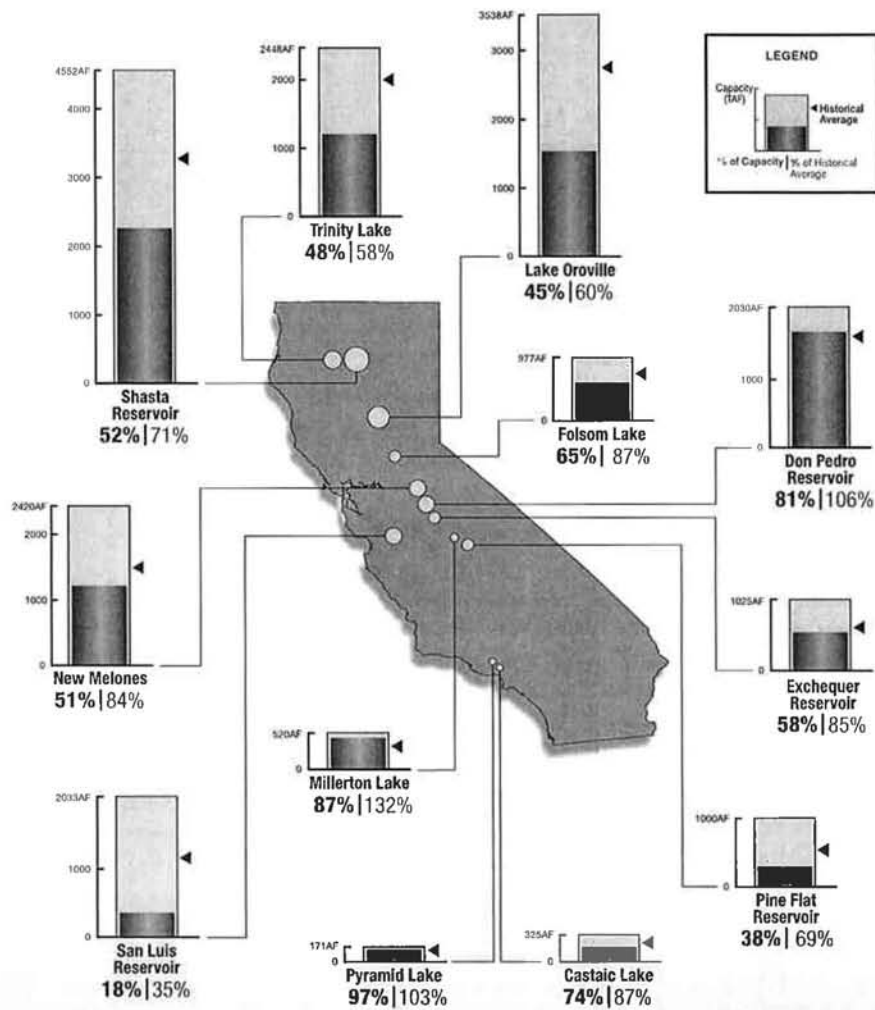 4552AF
4000
3000
2000
1000
0
Shasta
Reservoir
52%|71%
2448AF
2000
1000
0
Trinity Lake
48%|58%
3538AF
3000
2000
1000
0
Lake Oroville
45%|60%
LEGEND
Capacity
(TAF)
Historical
Average
% of Capacity | % of Historical
Average
977AF
0
Folsom Lake
65%|87%
2030AF
1000
0
Don Pedro
Reservoir
81%|106%
2420AF
2000
1000
0
New Melones
51%|84%
1025AF
0
Exchequer
Reservoir
58%|85%
520AF
0
Millerton Lake
87%|132%
2033AF
1000
0
San Luis
Reservoir
18%|35%
1000AF
0
Pine Flat
Reservoir
38%|69%
171AF
0
Pyramid Lake
97%|103%
325AF
0
Castaic Lake
74%|87%